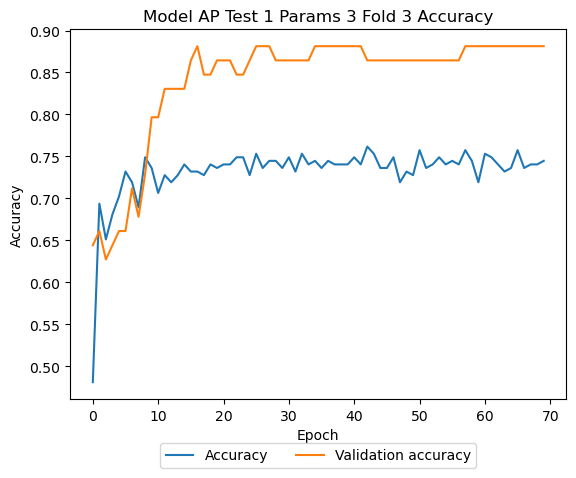 Model AP Test 1 Params 3 Fold 3 Accuracy
0.90
0.85
0.80
0.75
0.70
0.65
0.60
0.55
0.50
Accuracy
0 10 20 30 40 50 60 70
Epoch
Accuracy Validation accuracy